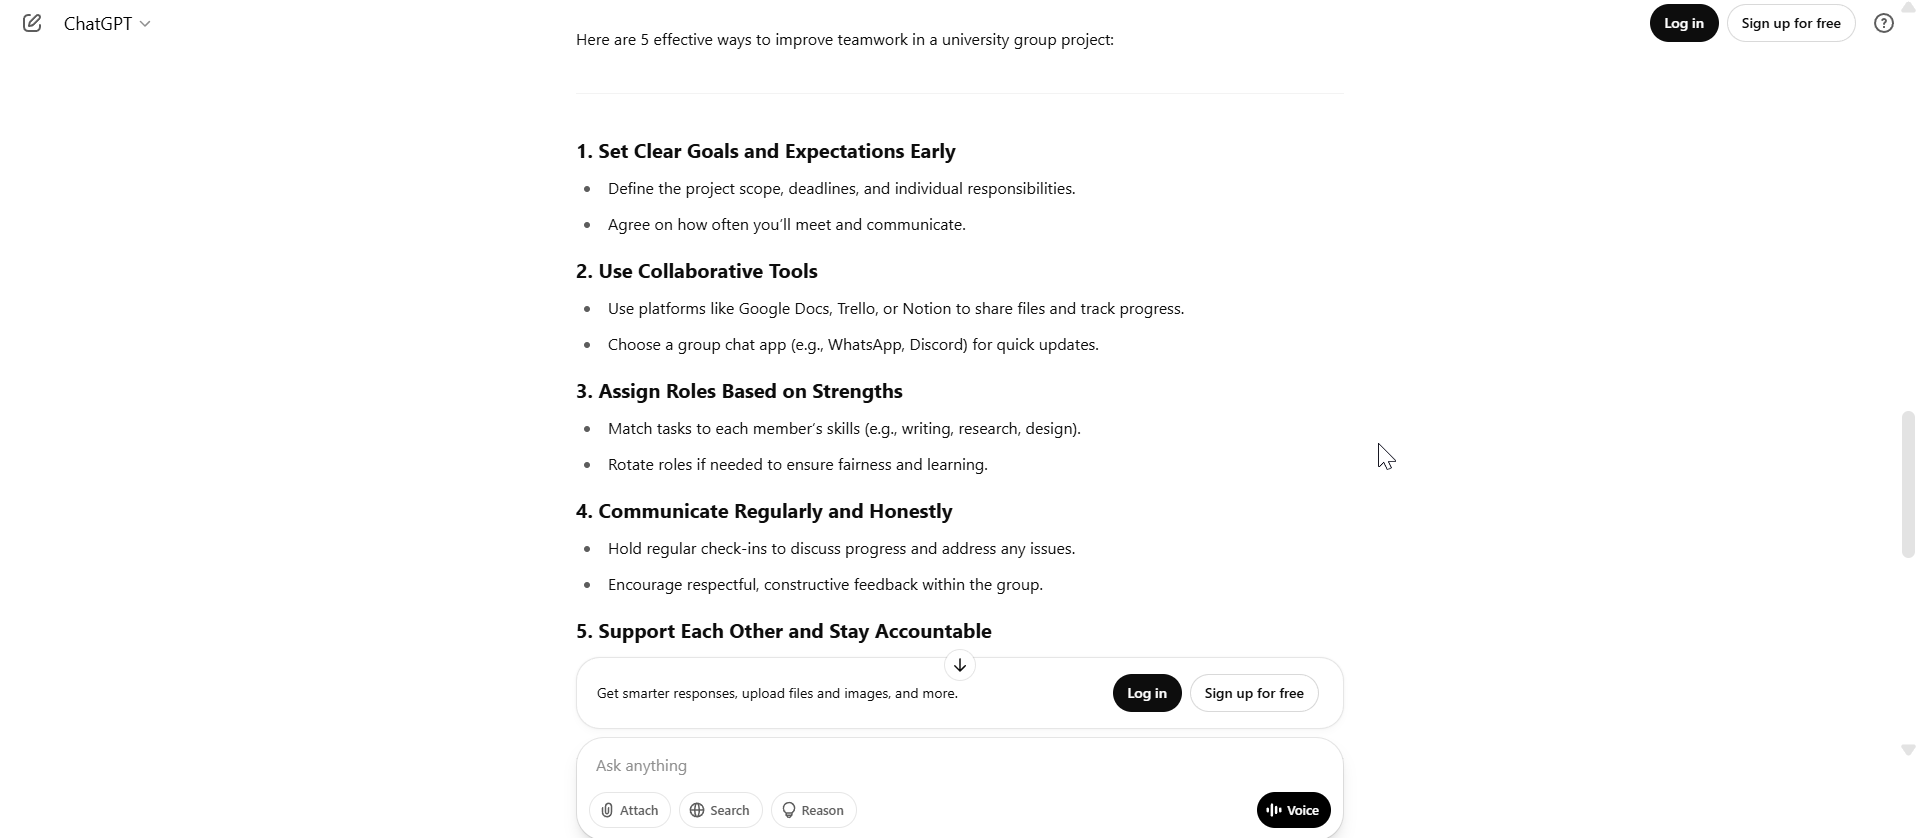 ChatGPT
Log in
Sign up for free
Here are 5 effective ways to improve teamwork in a university group project:
1. Set Clear Goals and Expectations Early
• Define the project scope, deadlines, and individual responsibilities.
• Agree on how often you’ll meet and communicate.
2. Use Collaborative Tools
• Use platforms like Google Docs, Trello, or Notion to share files and track progress.
• Choose a group chat app (e.g., WhatsApp, Discord) for quick updates.
3. Assign Roles Based on Strengths
• Match tasks to each member’s skills (e.g., writing, research, design).
• Rotate roles if needed to ensure fairness and learning.
4. Communicate Regularly and Honestly
• Hold regular check-ins to discuss progress and address any issues.
• Encourage respectful, constructive feedback within the group.
5. Support Each Other and Stay Accountable
Get smarter responses, upload files and images, and more.
Log in
Sign up for free
Ask anything
Attach
Search
Reason
Voice